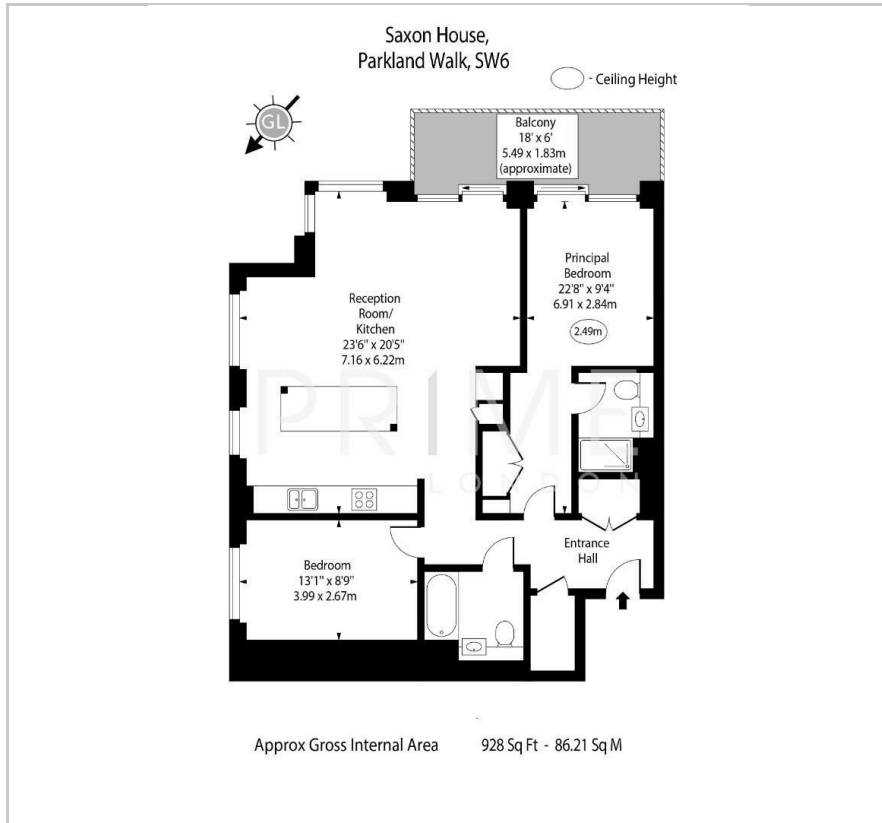 Saxon House,
Parkland Walk, SW6
- Ceiling Height
GL
Balcony
18' x 6'
5.49 x 1.83m
(approximate)
Principal
Bedroom
22'8" x 9'4"
6.91 x 2.84m
2.49m
Reception
Room/
Kitchen
23'6" x 20'5"
7.16 x 6.22m
PRIME
LONDON
Entrance
Hall
Bedroom
13'1" x 8'9"
3.99 x 2.67m
Approx Gross Internal Area 928 Sq Ft - 86.21 Sq M